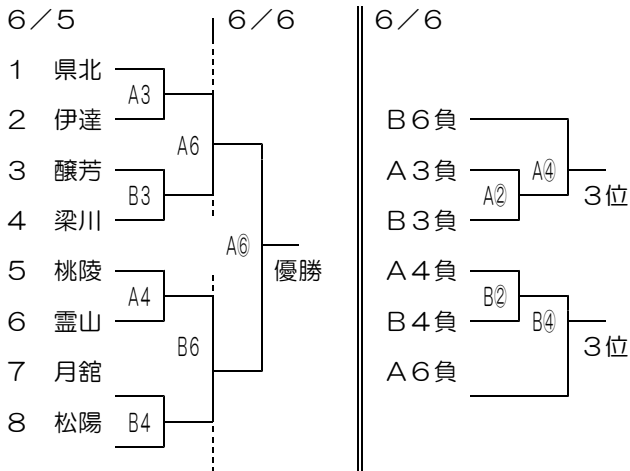 6／5
6／6
1 県北
A3
2 伊達
A6
3 醸芳
B3
4 梁川
A⑥
優勝
5 桃陵
A4
6 霊山
B6
7 月舘
8 松陽
B4
6／6
B6負
A④
A3負
A②
3位
B3負
A4負
B②
B④
B4負
3位
A6負